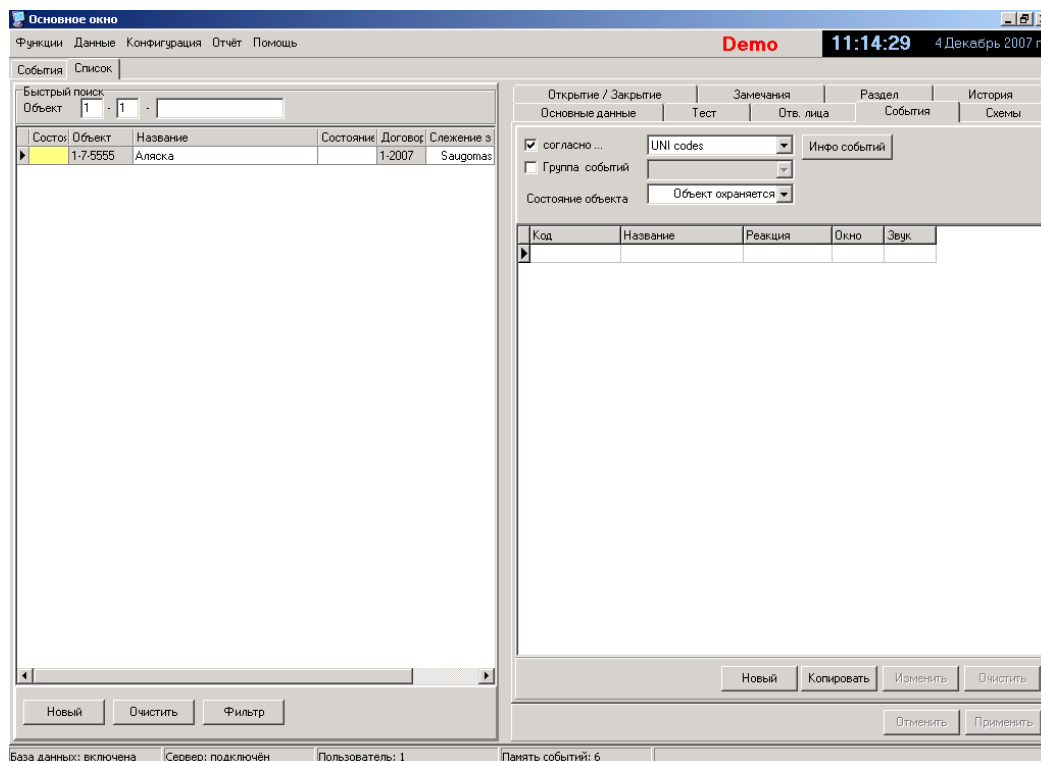 Основное окно
Функции Данные Конфигурация Отчёт Помощь Demo 11:14:29 4 Декабрь 2007 г
События Список
Быстрый поиск
Объект 1 - 1 -
Состоя Объект Название Состояние Договор Слежение з
1-7-5555 Аляска 1-2007 Saugomas
Открытие / Закрытие Замечания Раздел История
Основные данные Тест Отв. лица События Схемы
согласно ... UNI codes Инфо событий
Группа событий
Состояние объекта Объект охраняется
Код Название Реакция Окно Звук
Новый Копировать Изменить Очистить
Новый Очистить Фильтр
Отменить Применить
База данных: включена Сервер: подключён Пользователь: 1 Память событий: 6